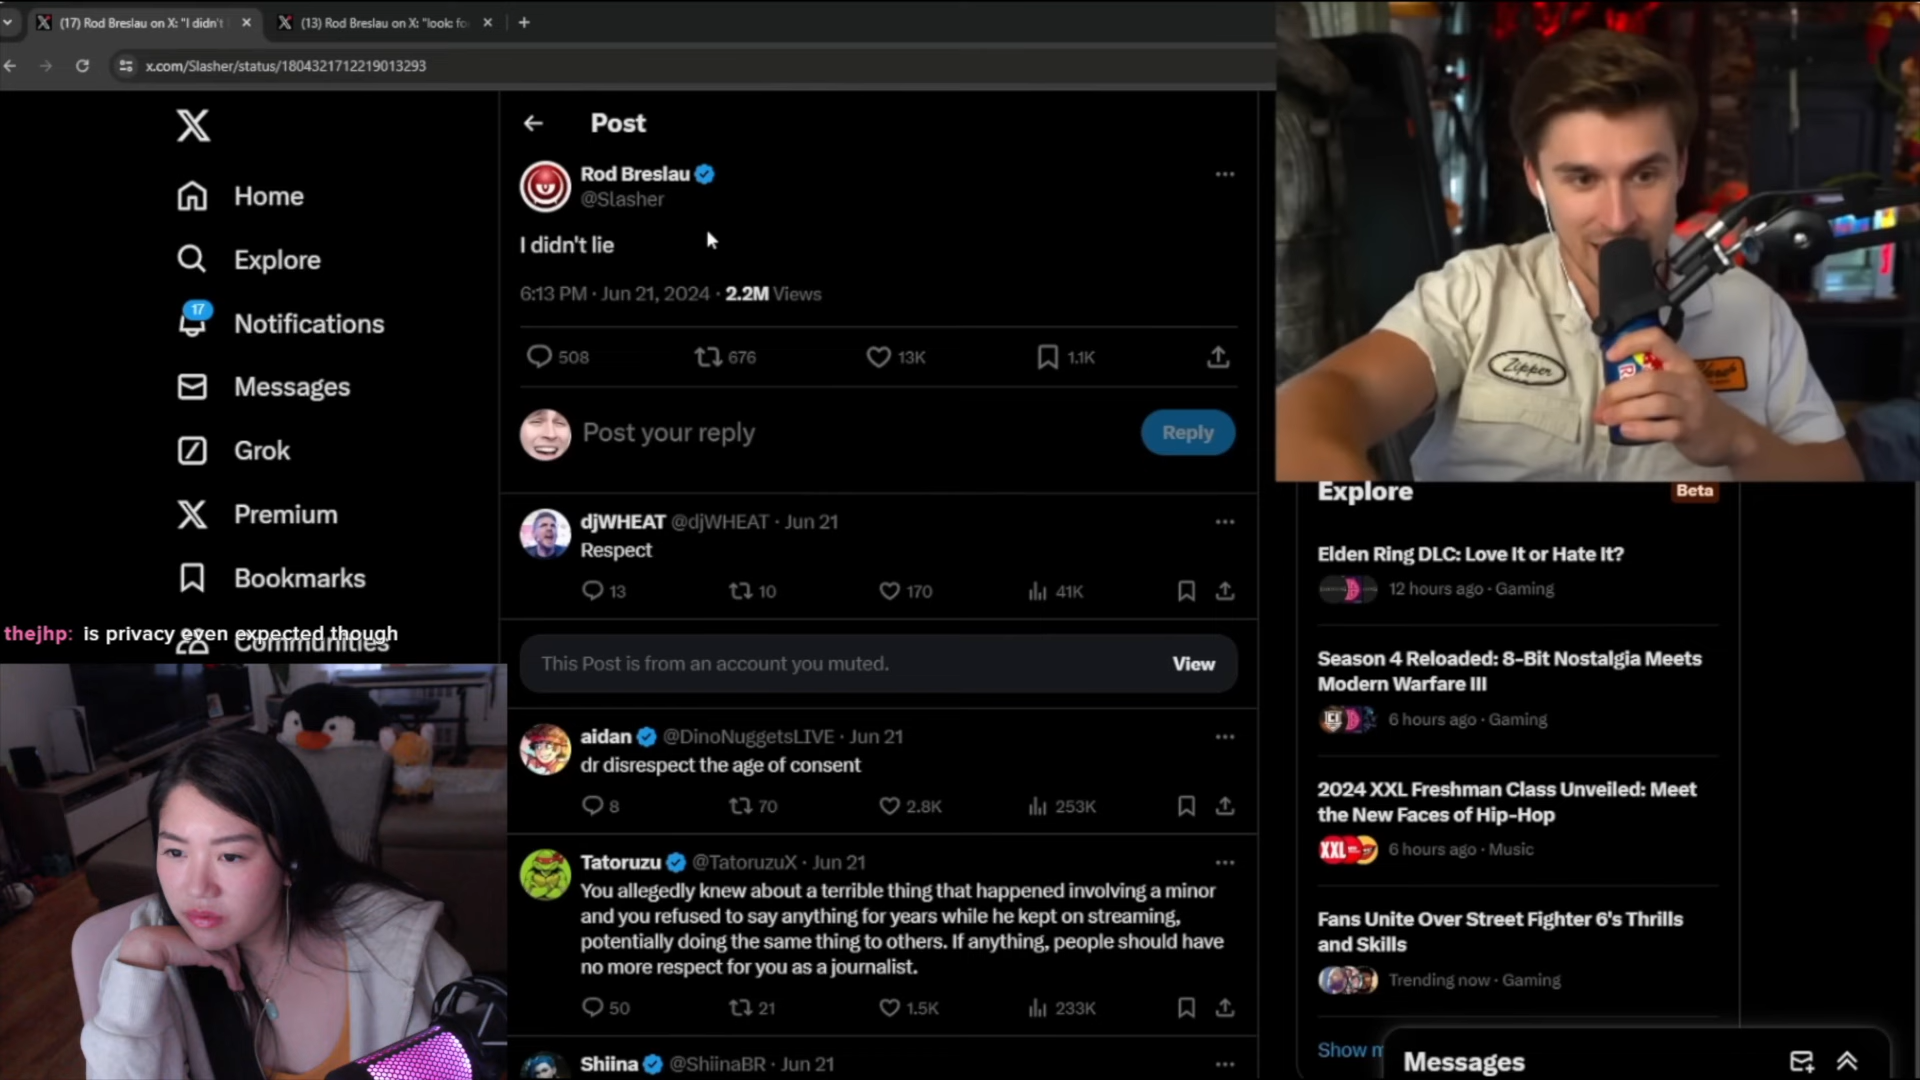 (17) Rod Breslau on X: "I didn't
(13) Rod Breslau on X: "look: fo
x.com/Slasher/status/1804321712219013293
Post
Home
Explore
17
Notifications
Messages
Grok
Premium
Bookmarks
Communities
thejhp: is privacy even expected though
Rod Breslau
@Slasher
I didn't lie
6:13 PM · Jun 21, 2024 · 2.2M Views
508 676 13K 1.1K
Post your reply
Reply
djWHEAT @djWHEAT · Jun 21
Respect
13 10 170 41K
This Post is from an account you muted.
View
aidan @DinoNuggetsLIVE · Jun 21
dr disrespect the age of consent
8 70 2.8K 253K
Tatoruzu @TatoruzuX · Jun 21
You allegedly knew about a terrible thing that happened involving a minor
and you refused to say anything for years while he kept on streaming,
potentially doing the same thing to others. If anything, people should have
no more respect for you as a journalist.
50 21 1.5K 233K
Shiina @ShiinaBR · Jun 21
Zipper
Explore
Beta
Elden Ring DLC: Love It or Hate It?
12 hours ago · Gaming
Season 4 Reloaded: 8-Bit Nostalgia Meets
Modern Warfare III
6 hours ago · Gaming
2024 XXL Freshman Class Unveiled: Meet
the New Faces of Hip-Hop
XXL
6 hours ago · Music
Fans Unite Over Street Fighter 6's Thrills
and Skills
Trending now · Gaming
Show
Messages